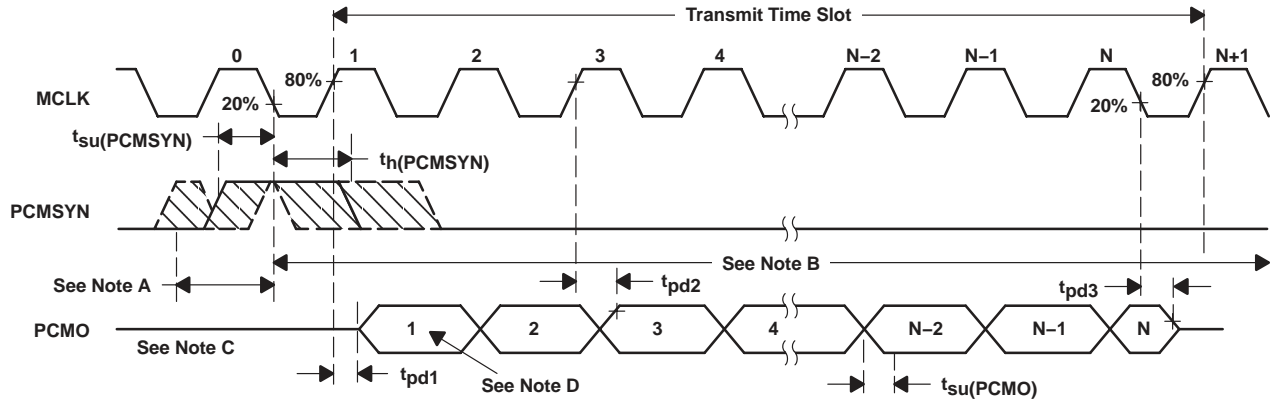 Transmit Time Slot
0 1 2 3 4 N–2 N–1 N N+1
80% 80%
MCLK 20% 20%
tsu(PCMSYN)
th(PCMSYN)
PCMSYN
See Note B
See Note A
tpd2 tpd3
PCMO 1 2 3 4 N–2 N–1 N
See Note C
tpd1 See Note D tsu(PCMO)